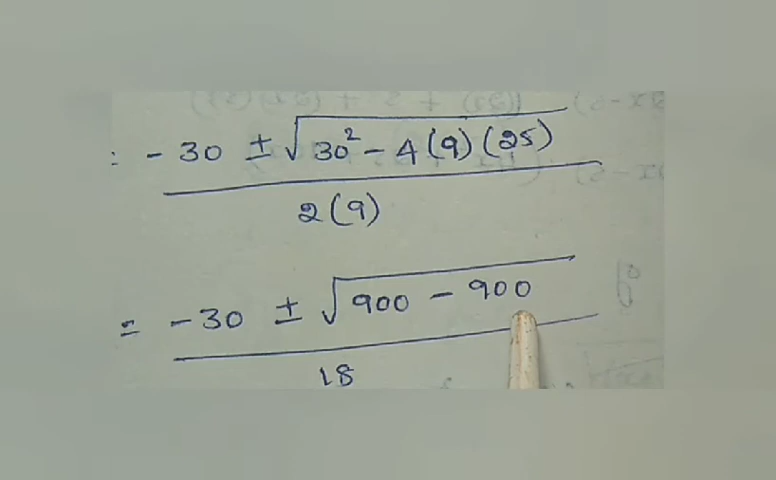 : -30 ± √30² - 4(9)(25)
2(9)
= -30 ± √900 - 900
18